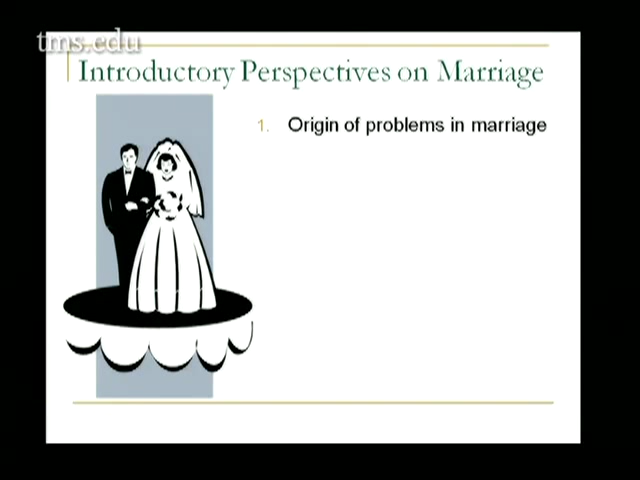 tms.edu
Introductory Perspectives on Marriage
1. Origin of problems in marriage